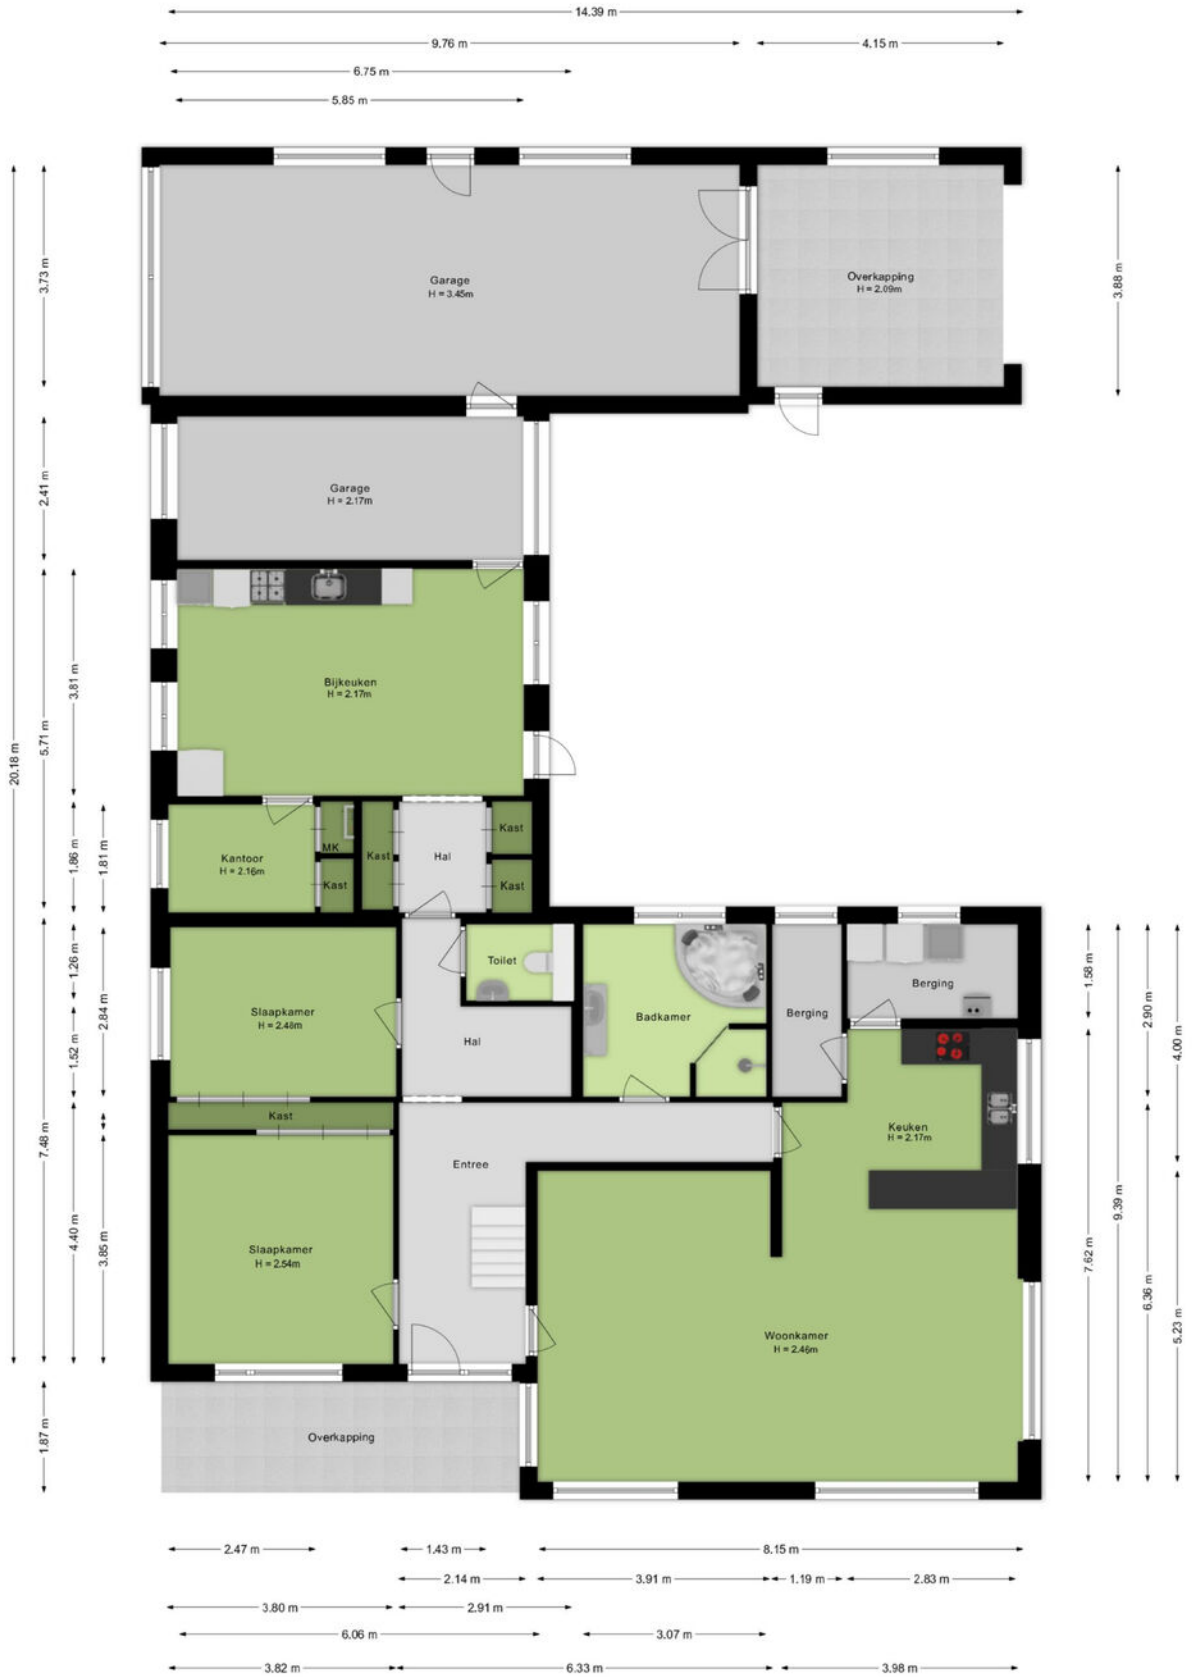 14.39 m
9.76 m
4.15 m
6.75 m
5.85 m
Garage
H = 3.45m
Overkapping
H = 2.09m
3.73 m
3.88 m
Garage
H = 2.17m
2.41 m
Bijkeuken
H = 2.17m
3.81 m
5.71 m
20.18 m
Kantoor
H = 2.16m
MK
Kast
Kast
Hal
Kast
Kast
1.86 m
1.81 m
Toilet
Slaapkamer
H = 2.48m
Hal
Badkamer
Berging
Berging
1.26 m
2.84 m
1.52 m
1.58 m
2.90 m
4.00 m
Kast
Keuken
H = 2.17m
Entree
7.48 m
4.40 m
3.85 m
9.39 m
7.62 m
6.36 m
5.23 m
Slaapkamer
H = 2.54m
Woonkamer
H = 2.46m
Overkapping
1.87 m
2.47 m
1.43 m
8.15 m
2.14 m
3.91 m
1.19 m
2.83 m
3.80 m
2.91 m
6.06 m
3.07 m
3.82 m
6.33 m
3.98 m